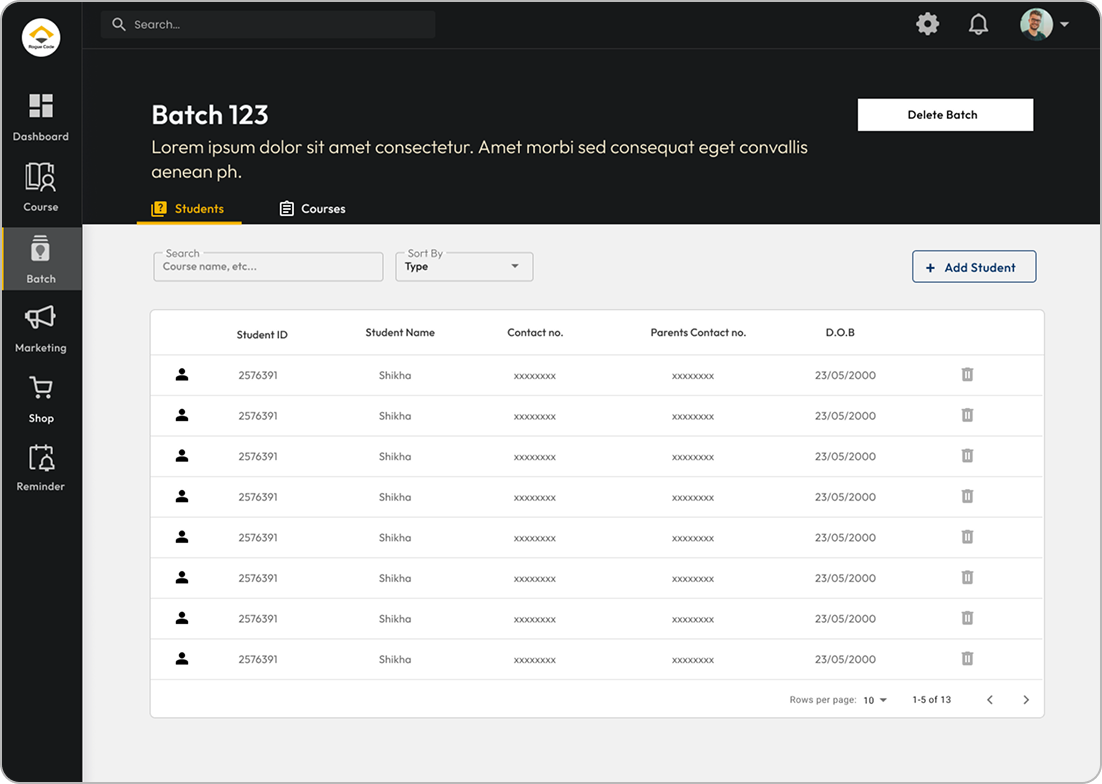 Rogue Code
Search...
Dashboard
Course
Batch
Marketing
Shop
Reminder
Batch 123
Delete Batch
Lorem ipsum dolor sit amet consectetur. Amet morbi sed consequat eget convallis
aenean ph.
Students
Courses
Search
Course name, etc...
Sort By
Type
+ Add Student
Student ID Student Name Contact no. Parents Contact no. D.O.B
2576391 Shikha xxxxxxxx xxxxxxxx 23/05/2000
2576391 Shikha xxxxxxxx xxxxxxxx 23/05/2000
2576391 Shikha xxxxxxxx xxxxxxxx 23/05/2000
2576391 Shikha xxxxxxxx xxxxxxxx 23/05/2000
2576391 Shikha xxxxxxxx xxxxxxxx 23/05/2000
2576391 Shikha xxxxxxxx xxxxxxxx 23/05/2000
2576391 Shikha xxxxxxxx xxxxxxxx 23/05/2000
2576391 Shikha xxxxxxxx xxxxxxxx 23/05/2000
Rows per page: 10 1-5 of 13